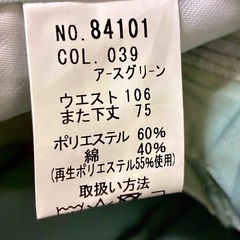 No. 84101
COL. 039
アースグリーン
ウエスト 106
また下丈 75
ポリエステル 60%
綿 40%
(再生ポリエステル55%使用)
取扱い方法